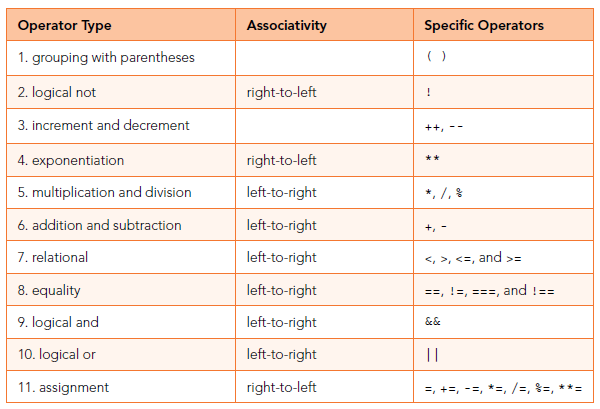 Operator Type Associativity Specific Operators
1. grouping with parentheses ( )
2. logical not right-to-left !
3. increment and decrement ++, --
4. exponentiation right-to-left **
5. multiplication and division left-to-right *, /, %
6. addition and subtraction left-to-right +, -
7. relational left-to-right <, >, <=, and >=
8. equality left-to-right ==, !=, ===, and !==
9. logical and left-to-right &&
10. logical or left-to-right ||
11. assignment right-to-left =, +=, -=, *=, /=, %=, **=